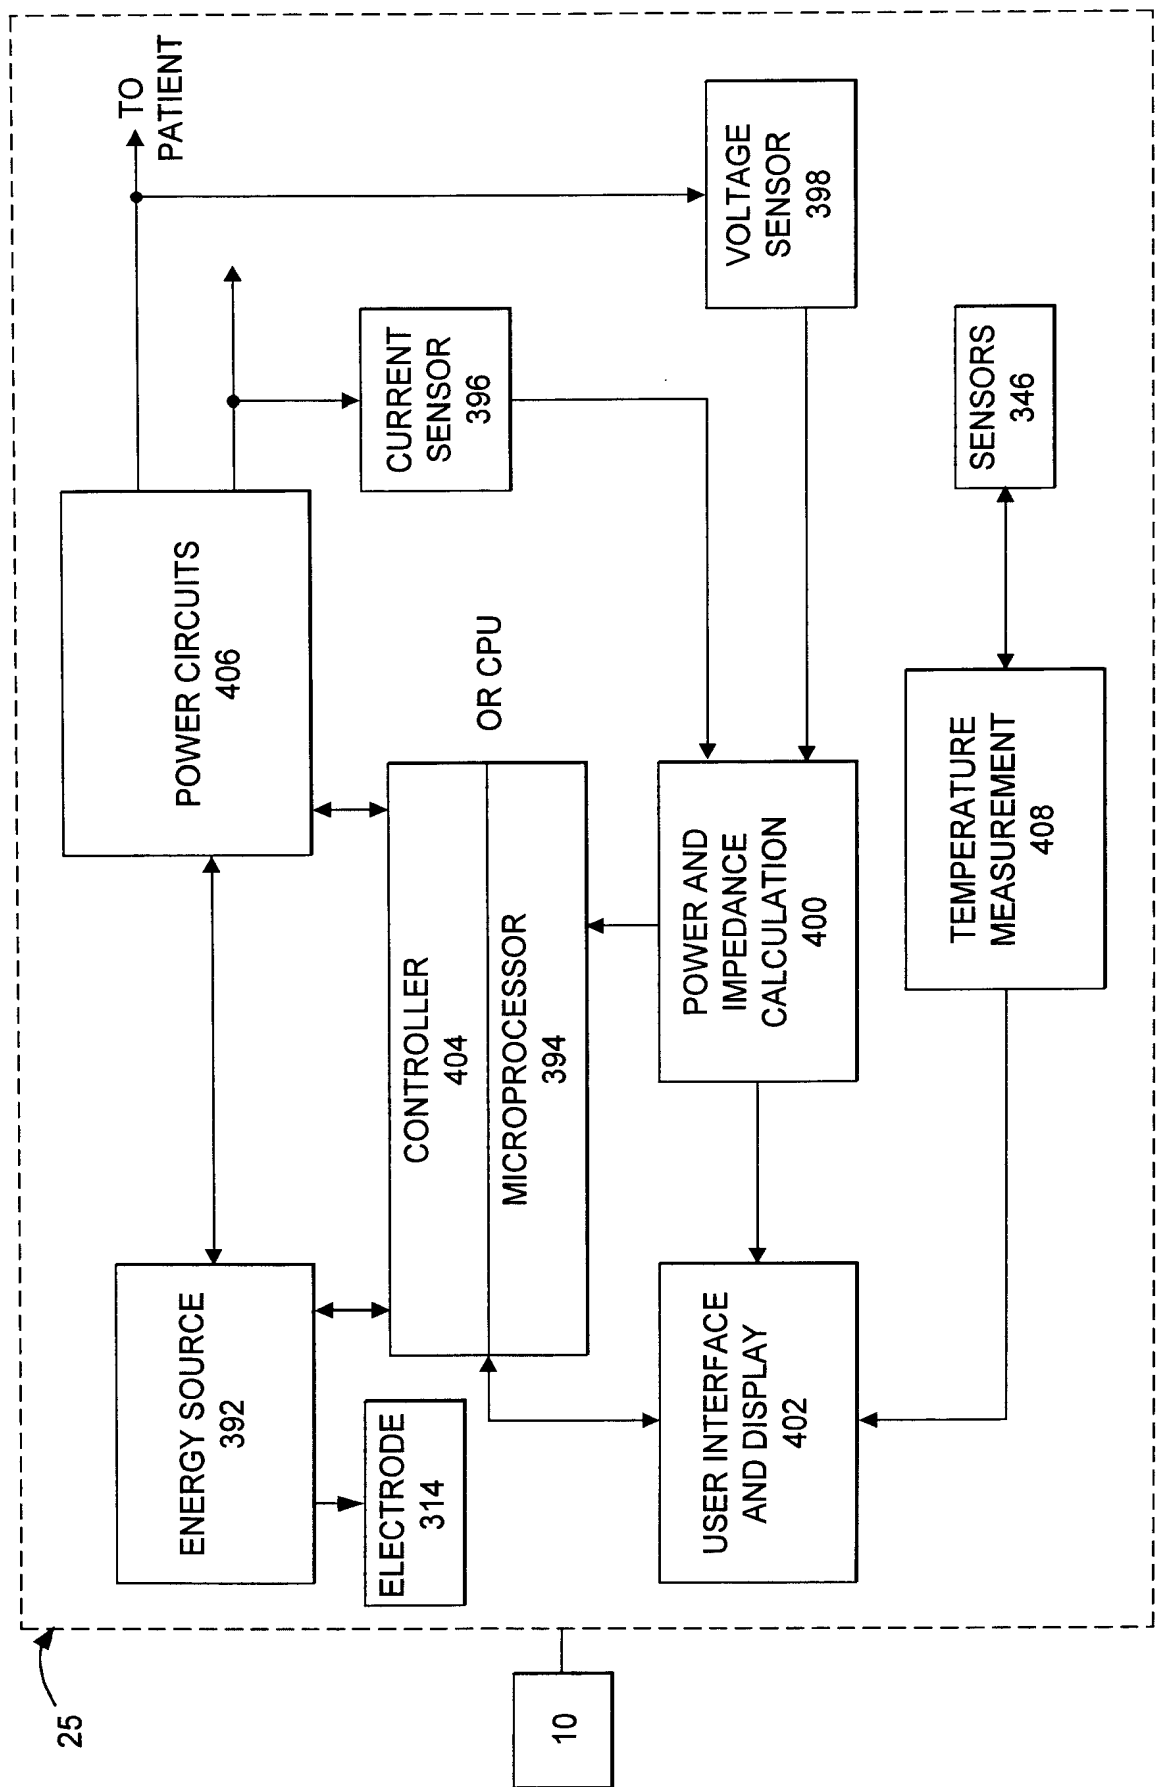 25
10
ENERGY SOURCE
392
ELECTRODE
314
POWER CIRCUITS
406
TO
PATIENT
CONTROLLER
404
MICROPROCESSOR
394
OR CPU
CURRENT
SENSOR
396
VOLTAGE
SENSOR
398
USER INTERFACE
AND DISPLAY
402
POWER AND
IMPEDANCE
CALCULATION
400
TEMPERATURE
MEASUREMENT
408
SENSORS
346